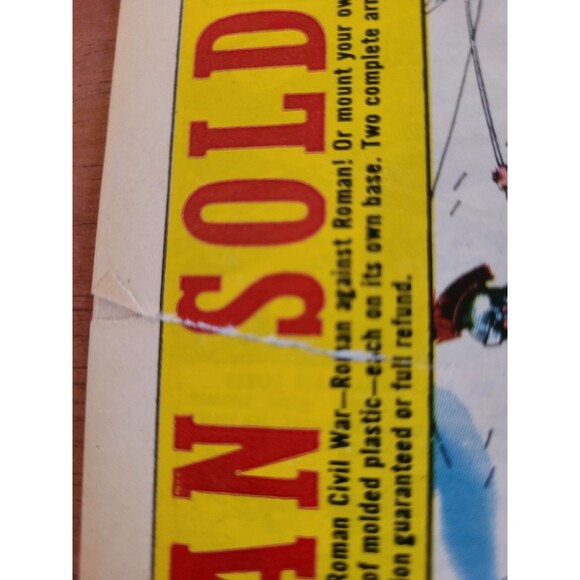 AN SOLD
Roman Civil War—Roman against Roman! Or mount your ow
of molded plastic—each on its own base. Two complete arm
on guaranteed or full refund.